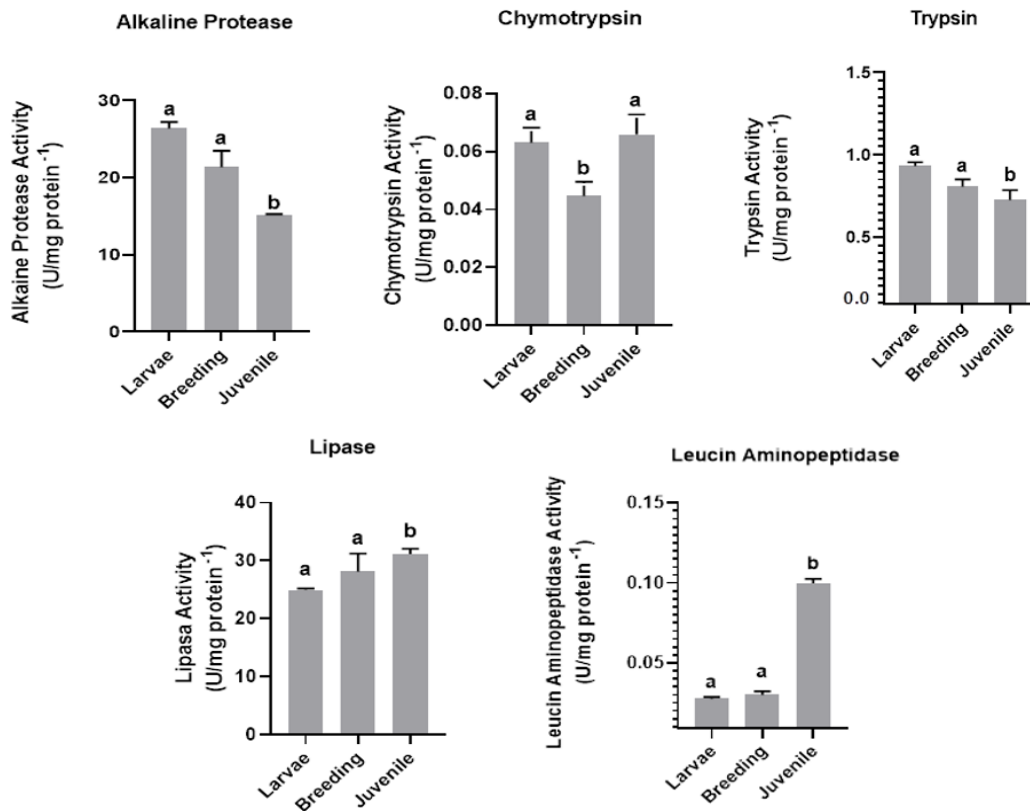 Alkaline Protease
Alkaine Protease Activity
(U/mg protein -1)
30
20
10
0
a
a
b
Larvae
Breeding
Juvenile
Chymotrypsin
Chymotrypsin Activity
(U/mg protein -1)
0.08
0.06
0.04
0.02
0.00
a
b
a
Larvae
Breeding
Juvenile
Trypsin
Trypsin Activity
(U/mg protein -1)
1.5
1.0
0.5
0.0
a
a
b
Larvae
Breeding
Juvenile
Lipase
Lipasa Activity
(U/mg protein -1)
40
30
20
10
0
a
a
b
Larvae
Breeding
Juvenile
Leucin Aminopeptidase
Leucin Aminopeptidase Activity
(U/mg protein -1)
0.15
0.10
0.05
a
a
b
Larvae
Breeding
Juvenile